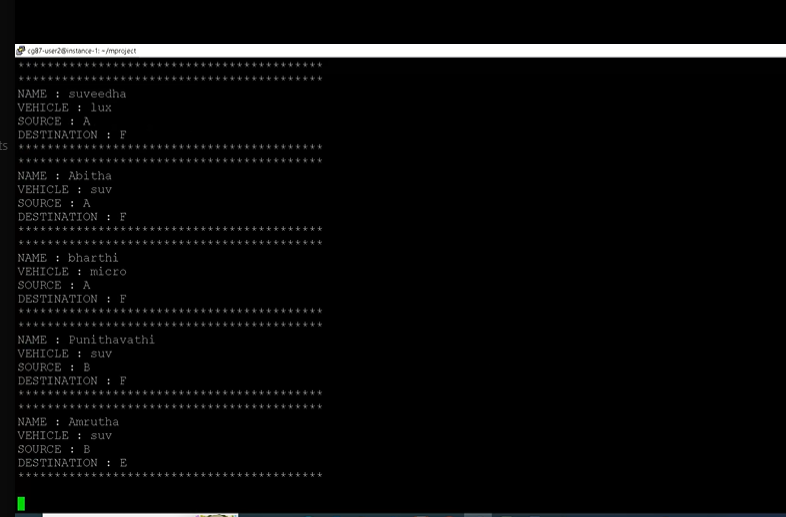 cg87-user2@instance-1: ~/mproject
******************************************
******************************************
NAME : suveedha
VEHICLE : lux
SOURCE : A
DESTINATION : F
ts
******************************************
******************************************
NAME : Abitha
VEHICLE : suv
SOURCE : A
DESTINATION : F
******************************************
******************************************
NAME : bharthi
VEHICLE : micro
SOURCE : A
DESTINATION : F
******************************************
******************************************
NAME : Punithavathi
VEHICLE : suv
SOURCE : B
DESTINATION : F
******************************************
******************************************
NAME : Amrutha
VEHICLE : suv
SOURCE : B
DESTINATION : E
******************************************